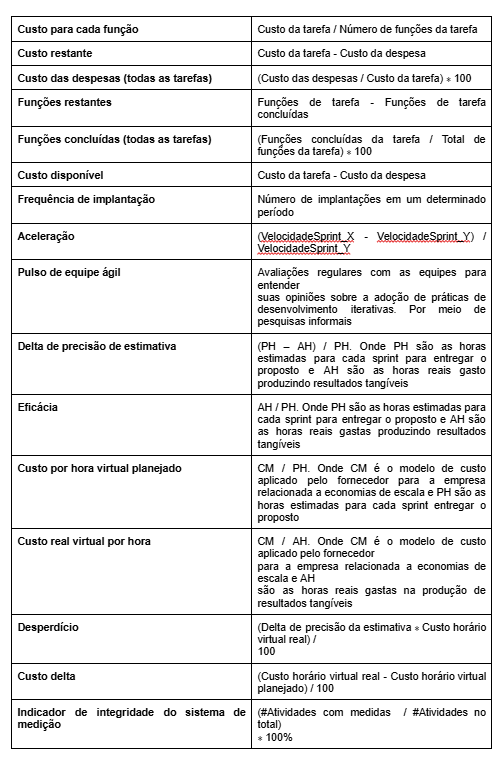 Custo para cada função
Custo da tarefa / Número de funções da tarefa
Custo restante
Custo da tarefa - Custo da despesa
Custo das despesas (todas as tarefas)
(Custo das despesas / Custo da tarefa) * 100
Funções restantes
Funções de tarefa - Funções de tarefa
concluídas
Funções concluídas (todas as tarefas)
(Funções concluídas da tarefa / Total de
funções da tarefa) * 100
Custo disponível
Custo da tarefa - Custo da despesa
Frequência de implantação
Número de implantações em um determinado
período
Aceleração
(VelocidadeSprint_X - VelocidadeSprint_Y) /
VelocidadeSprint_Y
Pulso de equipe ágil
Avaliações regulares com as equipes para
entender
suas opiniões sobre a adoção de práticas de
desenvolvimento iterativas. Por meio de
pesquisas informais
Delta de precisão de estimativa
(PH – AH) / PH. Onde PH são as horas
estimadas para cada sprint para entregar o
proposto e AH são as horas reais gasto
produzindo resultados tangíveis
Eficácia
AH / PH. Onde PH são as horas estimadas para
cada sprint para entregar o proposto e AH são
as horas reais gastas produzindo resultados
tangíveis
Custo por hora virtual planejado
CM / PH. Onde CM é o modelo de custo
aplicado pelo fornecedor para a empresa
relacionada a economias de escala e PH são as
horas estimadas para cada sprint entregar o
proposto
Custo real virtual por hora
CM / AH. Onde CM é o modelo de custo
aplicado pelo fornecedor
para a empresa relacionada a economias de
escala e AH
são as horas reais gastas na produção de
resultados tangíveis
Desperdício
(Delta de precisão da estimativa * Custo horário
virtual real) /
100
Custo delta
(Custo horário virtual real - Custo horário virtual
planejado) / 100
Indicador de integridade do sistema de
medição
(#Atividades com medidas / #Atividades no
total)
* 100%